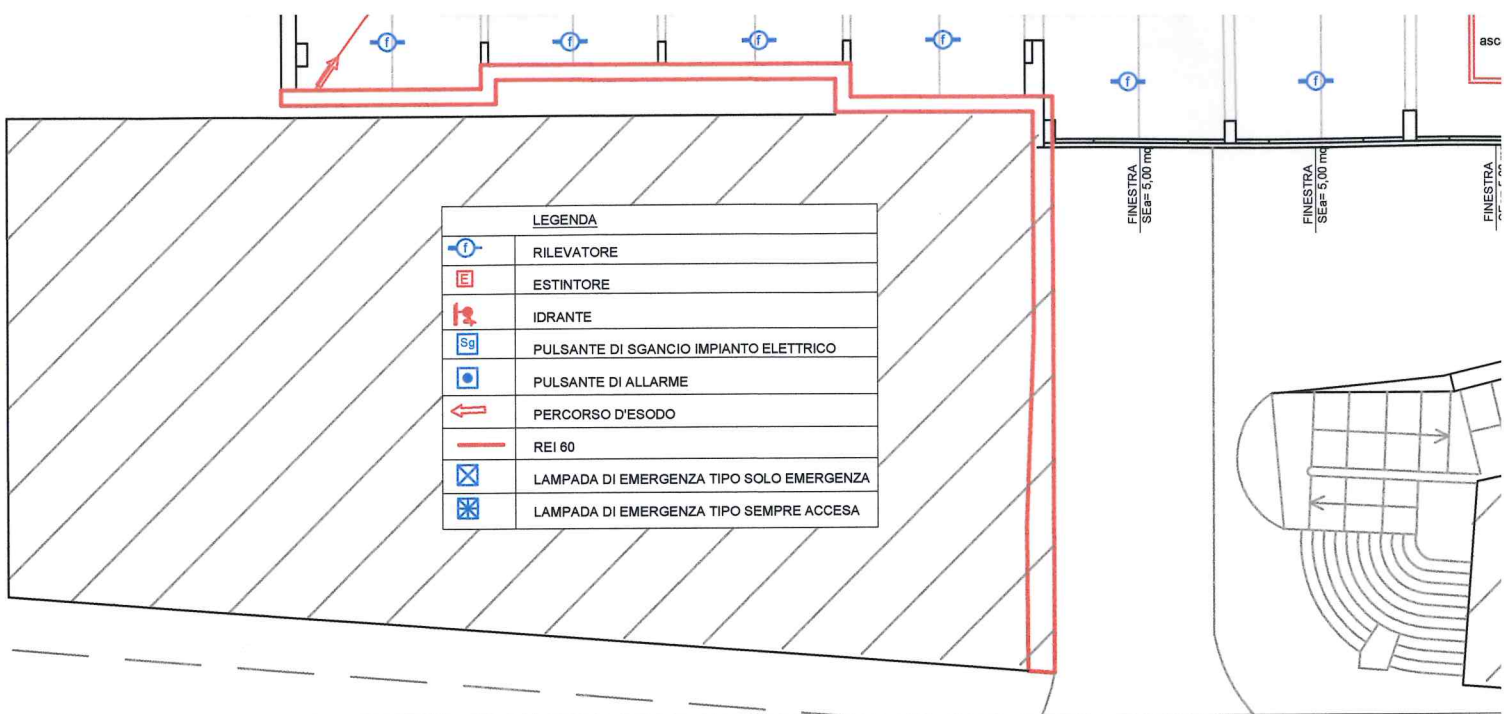 f
f
f
f
f
f
asc
FINESTRA
SEa= 5,00 mq
FINESTRA
SEa= 5,00 mq
FINESTRA
LEGENDA
f RILEVATORE
E ESTINTORE
IDRANTE
Sg PULSANTE DI SGANCIO IMPIANTO ELETTRICO
PULSANTE DI ALLARME
PERCORSO D'ESODO
REI 60
LAMPADA DI EMERGENZA TIPO SOLO EMERGENZA
LAMPADA DI EMERGENZA TIPO SEMPRE ACCESA